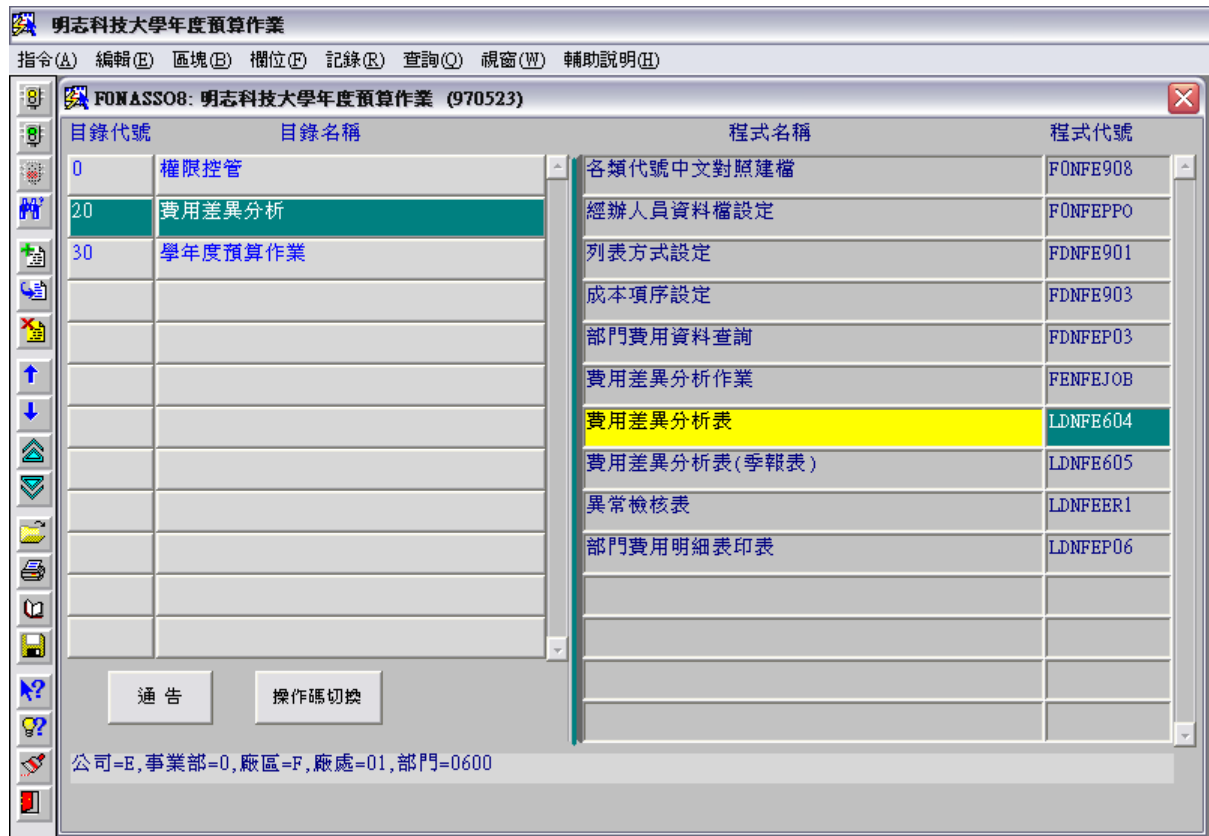 明志科技大學年度預算作業
指令(A) 編輯(E) 區塊(B) 欄位(F) 記錄(R) 查詢(Q) 視窗(W) 輔助說明(H)
F0NASSO8: 明志科技大學年度預算作業 (970523)
目錄代號 目錄名稱 程式名稱 程式代號
0 權限控管 各類代號中文對照建檔 F0NFE908
20 費用差異分析 經辦人員資料檔設定 F0NFEPPO
30 學年度預算作業 列表方式設定 FDNFE901
成本項序設定 FDNFE903
部門費用資料查詢 FDNFEP03
費用差異分析作業 FENFEJOB
費用差異分析表 LDNFE604
費用差異分析表(季報表) LDNFE605
異常檢核表 LDNFEER1
部門費用明細表印表 LDNFEP06
通 告 操作碼切換
公司=E,事業部=0,廠區=F,廠處=01,部門=0600